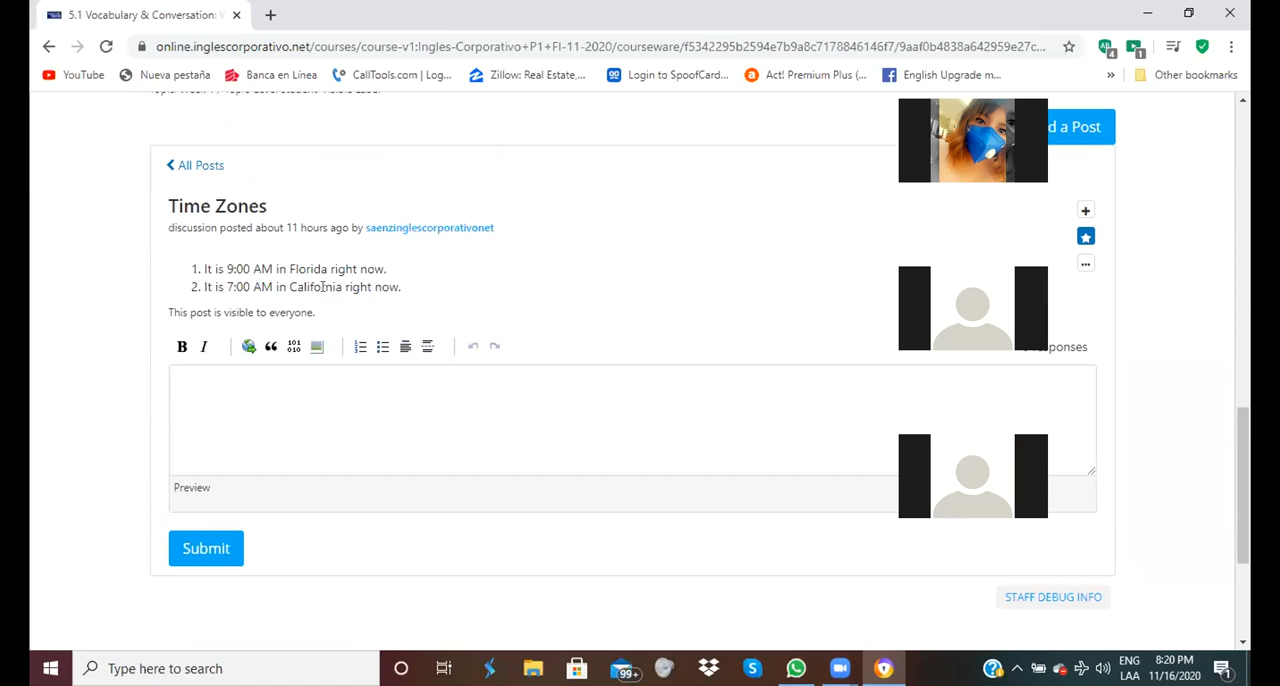 5.1 Vocabulary & Conversation:
online.inglescorporativo.net/courses/course-v1:Ingles-Corporativo+P1+FI-11-2020/courseware/f5342295b2594e7b9a8c7178846146f7/9aaf0b4838a642959e27c...
4
1
YouTube
Nueva pestaña
Banca en Línea
CallTools.com | Log...
Zillow: Real Estate,...
Login to SpoofCard...
Act! Premium Plus (...
English Upgrade m...
»
Other bookmarks
d a Post
All Posts
Time Zones
discussion posted about 11 hours ago by saenzinglescorporativonet
1. It is 9:00 AM in Florida right now.
2. It is 7:00 AM in California right now.
This post is visible to everyone.
B I
Preview
Submit
STAFF DEBUG INFO
Type here to search
99+
ENG
LAA
8:20 PM
11/16/2020
1